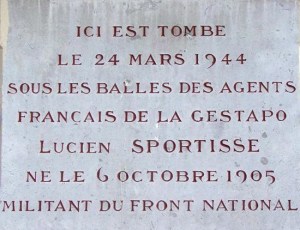 ICI EST TOMBE
LE 24 MARS 1944
SOUS LES BALLES DES AGENTS
FRANÇAIS DE LA GESTAPO
LUCIEN SPORTISSE
NE LE 6 OCTOBRE 1905
MILITANT DU FRONT NATIONAL